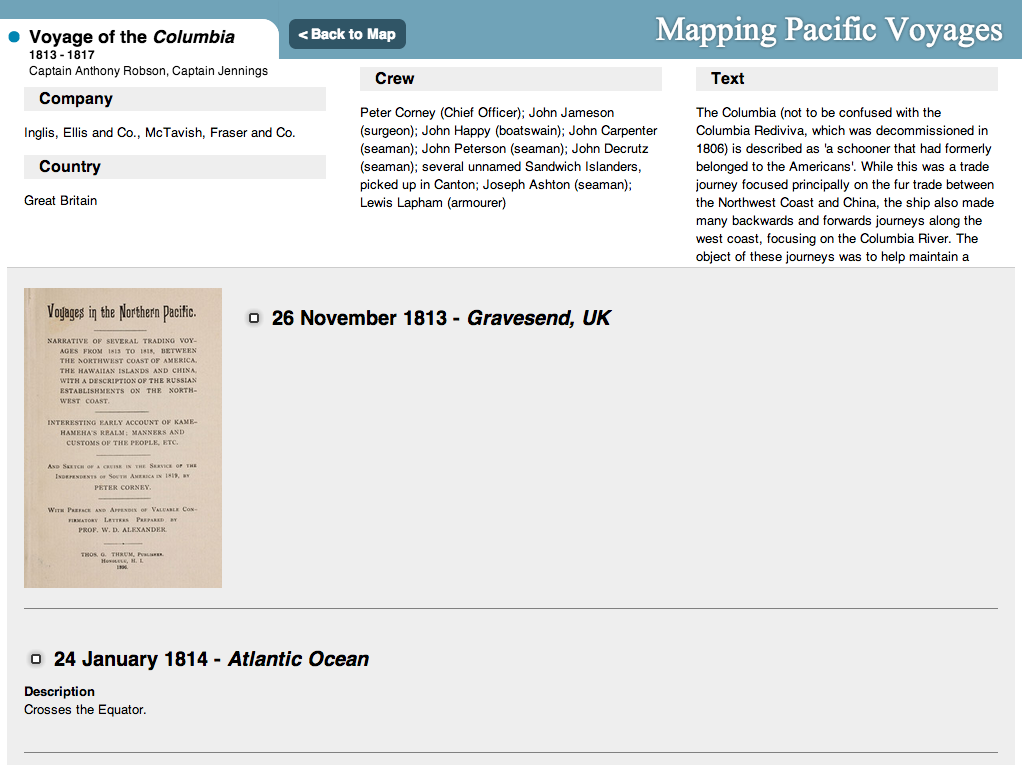 Voyage of the Columbia
1813 - 1817
Captain Anthony Robson, Captain Jennings
< Back to Map
Mapping Pacific Voyages
Company
Inglis, Ellis and Co., McTavish, Fraser and Co.
Country
Great Britain
Crew
Peter Corney (Chief Officer); John Jameson
(surgeon); John Happy (boatswain); John Carpenter
(seaman); John Peterson (seaman); John Decrutz
(seaman); several unnamed Sandwich Islanders,
picked up in Canton; Joseph Ashton (seaman);
Lewis Lapham (armourer)
Text
The Columbia (not to be confused with the
Columbia Rediviva, which was decommissioned in
1806) is described as 'a schooner that had formerly
belonged to the Americans'. While this was a trade
journey focused principally on the fur trade between
the Northwest Coast and China, the ship also made
many backwards and forwards journeys along the
west coast, focusing on the Columbia River. The
object of these journeys was to help maintain a
Voyages in the Northern Pacific.
NARRATIVE OF SEVERAL TRADING VOY-
AGES FROM 1813 TO 1818, BETWEEN
THE NORTHWEST COAST OF AMERICA,
THE HAWAIIAN ISLANDS AND CHINA,
WITH A DESCRIPTION OF THE RUSSIAN
ESTABLISHMENTS ON THE NORTH-
WEST COAST.
INTERESTING EARLY ACCOUNT OF KAME-
HAMEHA'S REALM; MANNERS AND
CUSTOMS OF THE PEOPLE, ETC.
AND SKETCH OF A CRUISE IN THE SERVICE OF THE
INDEPENDENTS OF SOUTH AMERICA IN 1819, BY
PETER CORNEY.
WITH PREFACE AND APPENDIX OF VALUABLE CON-
FIRMATORY LETTERS PREPARED BY
PROF. W. D. ALEXANDER
THOS. G. THRUM, PUBLISHER,
HONOLULU, H. I.
1896.
26 November 1813 - Gravesend, UK
24 January 1814 - Atlantic Ocean
Description
Crosses the Equator.